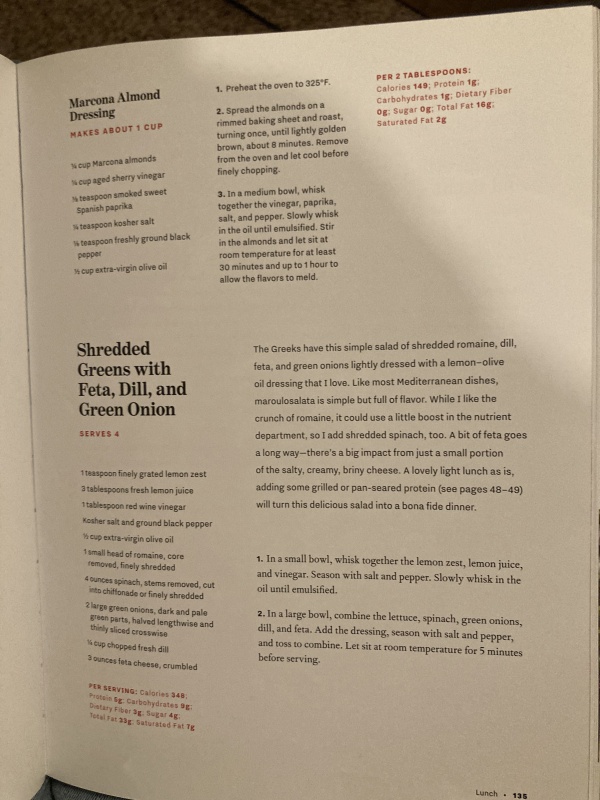 Marcona Almond
Dressing
MAKES ABOUT 1 CUP
¼ cup Marcona almonds
¼ cup aged sherry vinegar
teaspoon smoked sweet
Spanish paprika
¼ teaspoon kosher salt
teaspoon freshly ground black
pepper
½ cup extra-virgin olive oil
1. Preheat the oven to 325°F.
2. Spread the almonds on a
rimmed baking sheet and roast,
turning once, until lightly golden
brown, about 8 minutes. Remove
from the oven and let cool before
finely chopping.
3. In a medium bowl, whisk
together the vinegar, paprika,
salt, and pepper. Slowly whisk
in the oil until emulsified. Stir
in the almonds and let sit at
room temperature for at least
30 minutes and up to 1 hour to
allow the flavors to meld.
PER 2 TABLESPOONS:
Calories 149; Protein 1g;
Carbohydrates 1g; Dietary Fiber
0g; Sugar 0g; Total Fat 16g;
Saturated Fat 2g
Shredded
Greens with
Feta, Dill, and
Green Onion
SERVES 4
1 teaspoon finely grated lemon zest
3 tablespoons fresh lemon juice
1 tablespoon red wine vinegar
Kosher salt and ground black pepper
½ cup extra-virgin olive oil
1 small head of romaine, core
removed, finely shredded
4 ounces spinach, stems removed, cut
into chiffonade or finely shredded
2 large green onions, dark and pale
green parts, halved lengthwise and
thinly sliced crosswise
¼ cup chopped fresh dill
3 ounces feta cheese, crumbled
PER SERVING: Calories 348;
Protein 5g; Carbohydrates 9g;
Dietary Fiber 3g; Sugar 4g;
Total Fat 33g; Saturated Fat 7g
The Greeks have this simple salad of shredded romaine, dill,
feta, and green onions lightly dressed with a lemon–olive
oil dressing that I love. Like most Mediterranean dishes,
maroulosalata is simple but full of flavor. While I like the
crunch of romaine, it could use a little boost in the nutrient
department, so I add shredded spinach, too. A bit of feta goes
a long way—there's a big impact from just a small portion
of the salty, creamy, briny cheese. A lovely light lunch as is,
adding some grilled or pan-seared protein (see pages 48–49)
will turn this delicious salad into a bona fide dinner.
1. In a small bowl, whisk together the lemon zest, lemon juice,
and vinegar. Season with salt and pepper. Slowly whisk in the
oil until emulsified.
2. In a large bowl, combine the lettuce, spinach, green onions,
dill, and feta. Add the dressing, season with salt and pepper,
and toss to combine. Let sit at room temperature for 5 minutes
before serving.
Lunch • 135